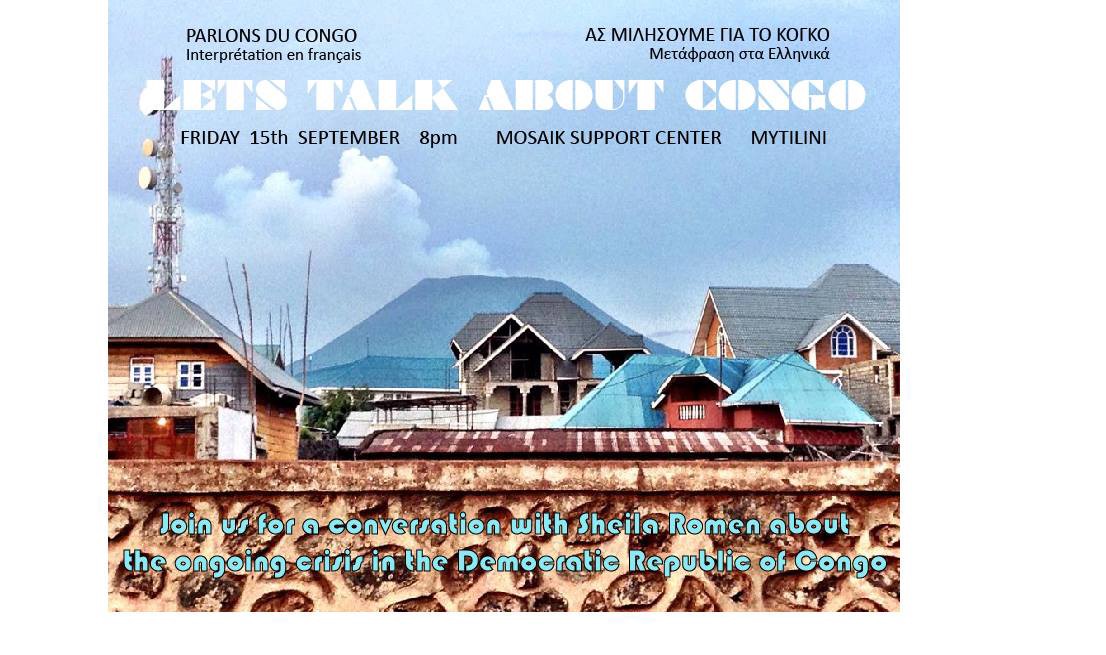 PARLONS DU CONGO
Interprétation en français
ΑΣ ΜΙΛΗΣΟΥΜΕ ΓΙΑ ΤΟ ΚΟΓΚΟ
Μετάφραση στα Ελληνικά
LETS TALK ABOUT CONGO
FRIDAY 15th SEPTEMBER 8pm MOSAIK SUPPORT CENTER MYTILINI
Join us for a conversation with Sheila Romen about
the ongoing crisis in the Democratic Republic of Congo